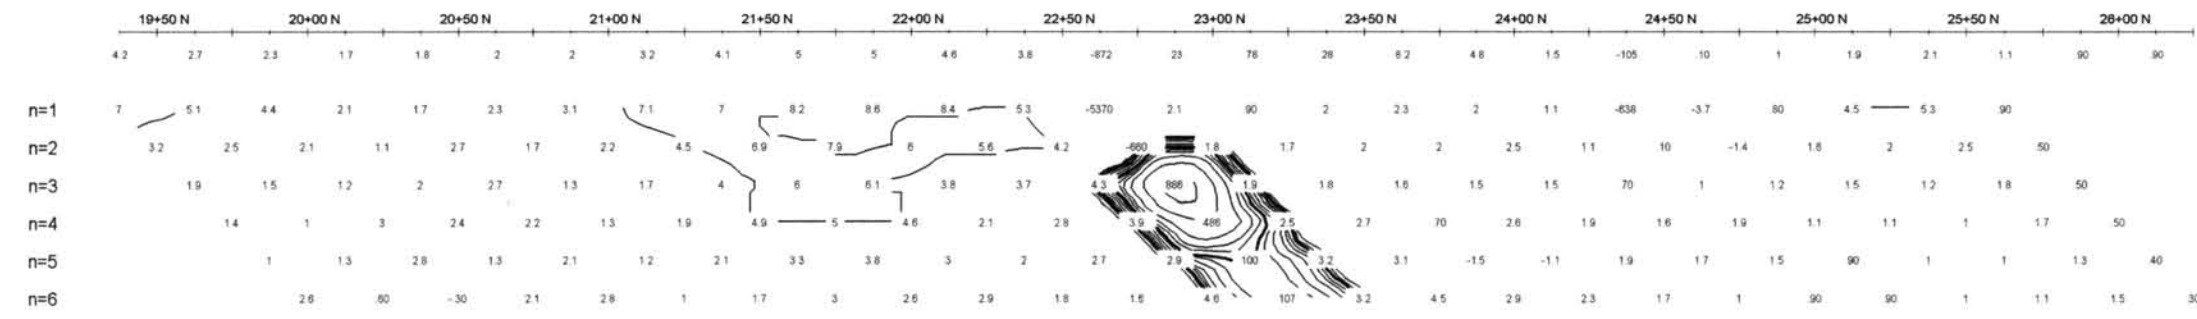 19+50 N 20+00 N 20+50 N 21+00 N 21+50 N 22+00 N 22+50 N 23+00 N 23+50 N 24+00 N 24+50 N 25+00 N 25+50 N 26+00 N
4.2 2.7 2.3 1.7 1.8 2 2 3.2 4.1 5 5 4.6 3.8 -872 23 76 28 6.2 4.8 1.5 -105 .10 1 1.9 2.1 1.1 .90 .90
n=1 7 5.1 4.4 2.1 1.7 2.3 3.1 7.1 7 8.2 8.6 8.4 5.3 -5370 2.1 .90 2 2.3 2 1.1 -638 -3.7 .80 4.5 5.3 .90
n=2 3.2 2.5 2.1 1.1 2.7 1.7 2.2 4.5 6.9 7.9 6 5.6 4.2 -660 1.8 1.7 2 2 2.5 1.1 .10 -1.4 1.6 2 2.5 .50
n=3 1.9 1.5 1.2 2 2.7 1.3 1.7 4 6 6.1 3.8 3.7 4.3 866 1.9 1.8 1.6 1.5 1.5 .70 1 1.2 1.5 1.2 1.8 .50
n=4 1.4 1 .3 2.4 2.2 1.3 1.9 4.9 5 4.6 2.1 2.8 3.9 486 2.5 2.7 .70 2.6 1.9 1.6 1.9 1.1 1.1 1 1.7 .50
n=5 1 1.3 2.8 1.3 2.1 1.2 2.1 3.3 3.8 3 2 2.7 2.9 100 3.2 3.1 -1.5 -1.1 1.9 1.7 1.5 .90 1 1 1.3 .40
n=6 2.6 .60 -.30 2.1 2.8 1 1.7 3 2.6 2.9 1.8 1.6 4.6 107 3.2 4.5 2.9 2.3 1.7 1 .90 .90 1 1.1 1.5 .30